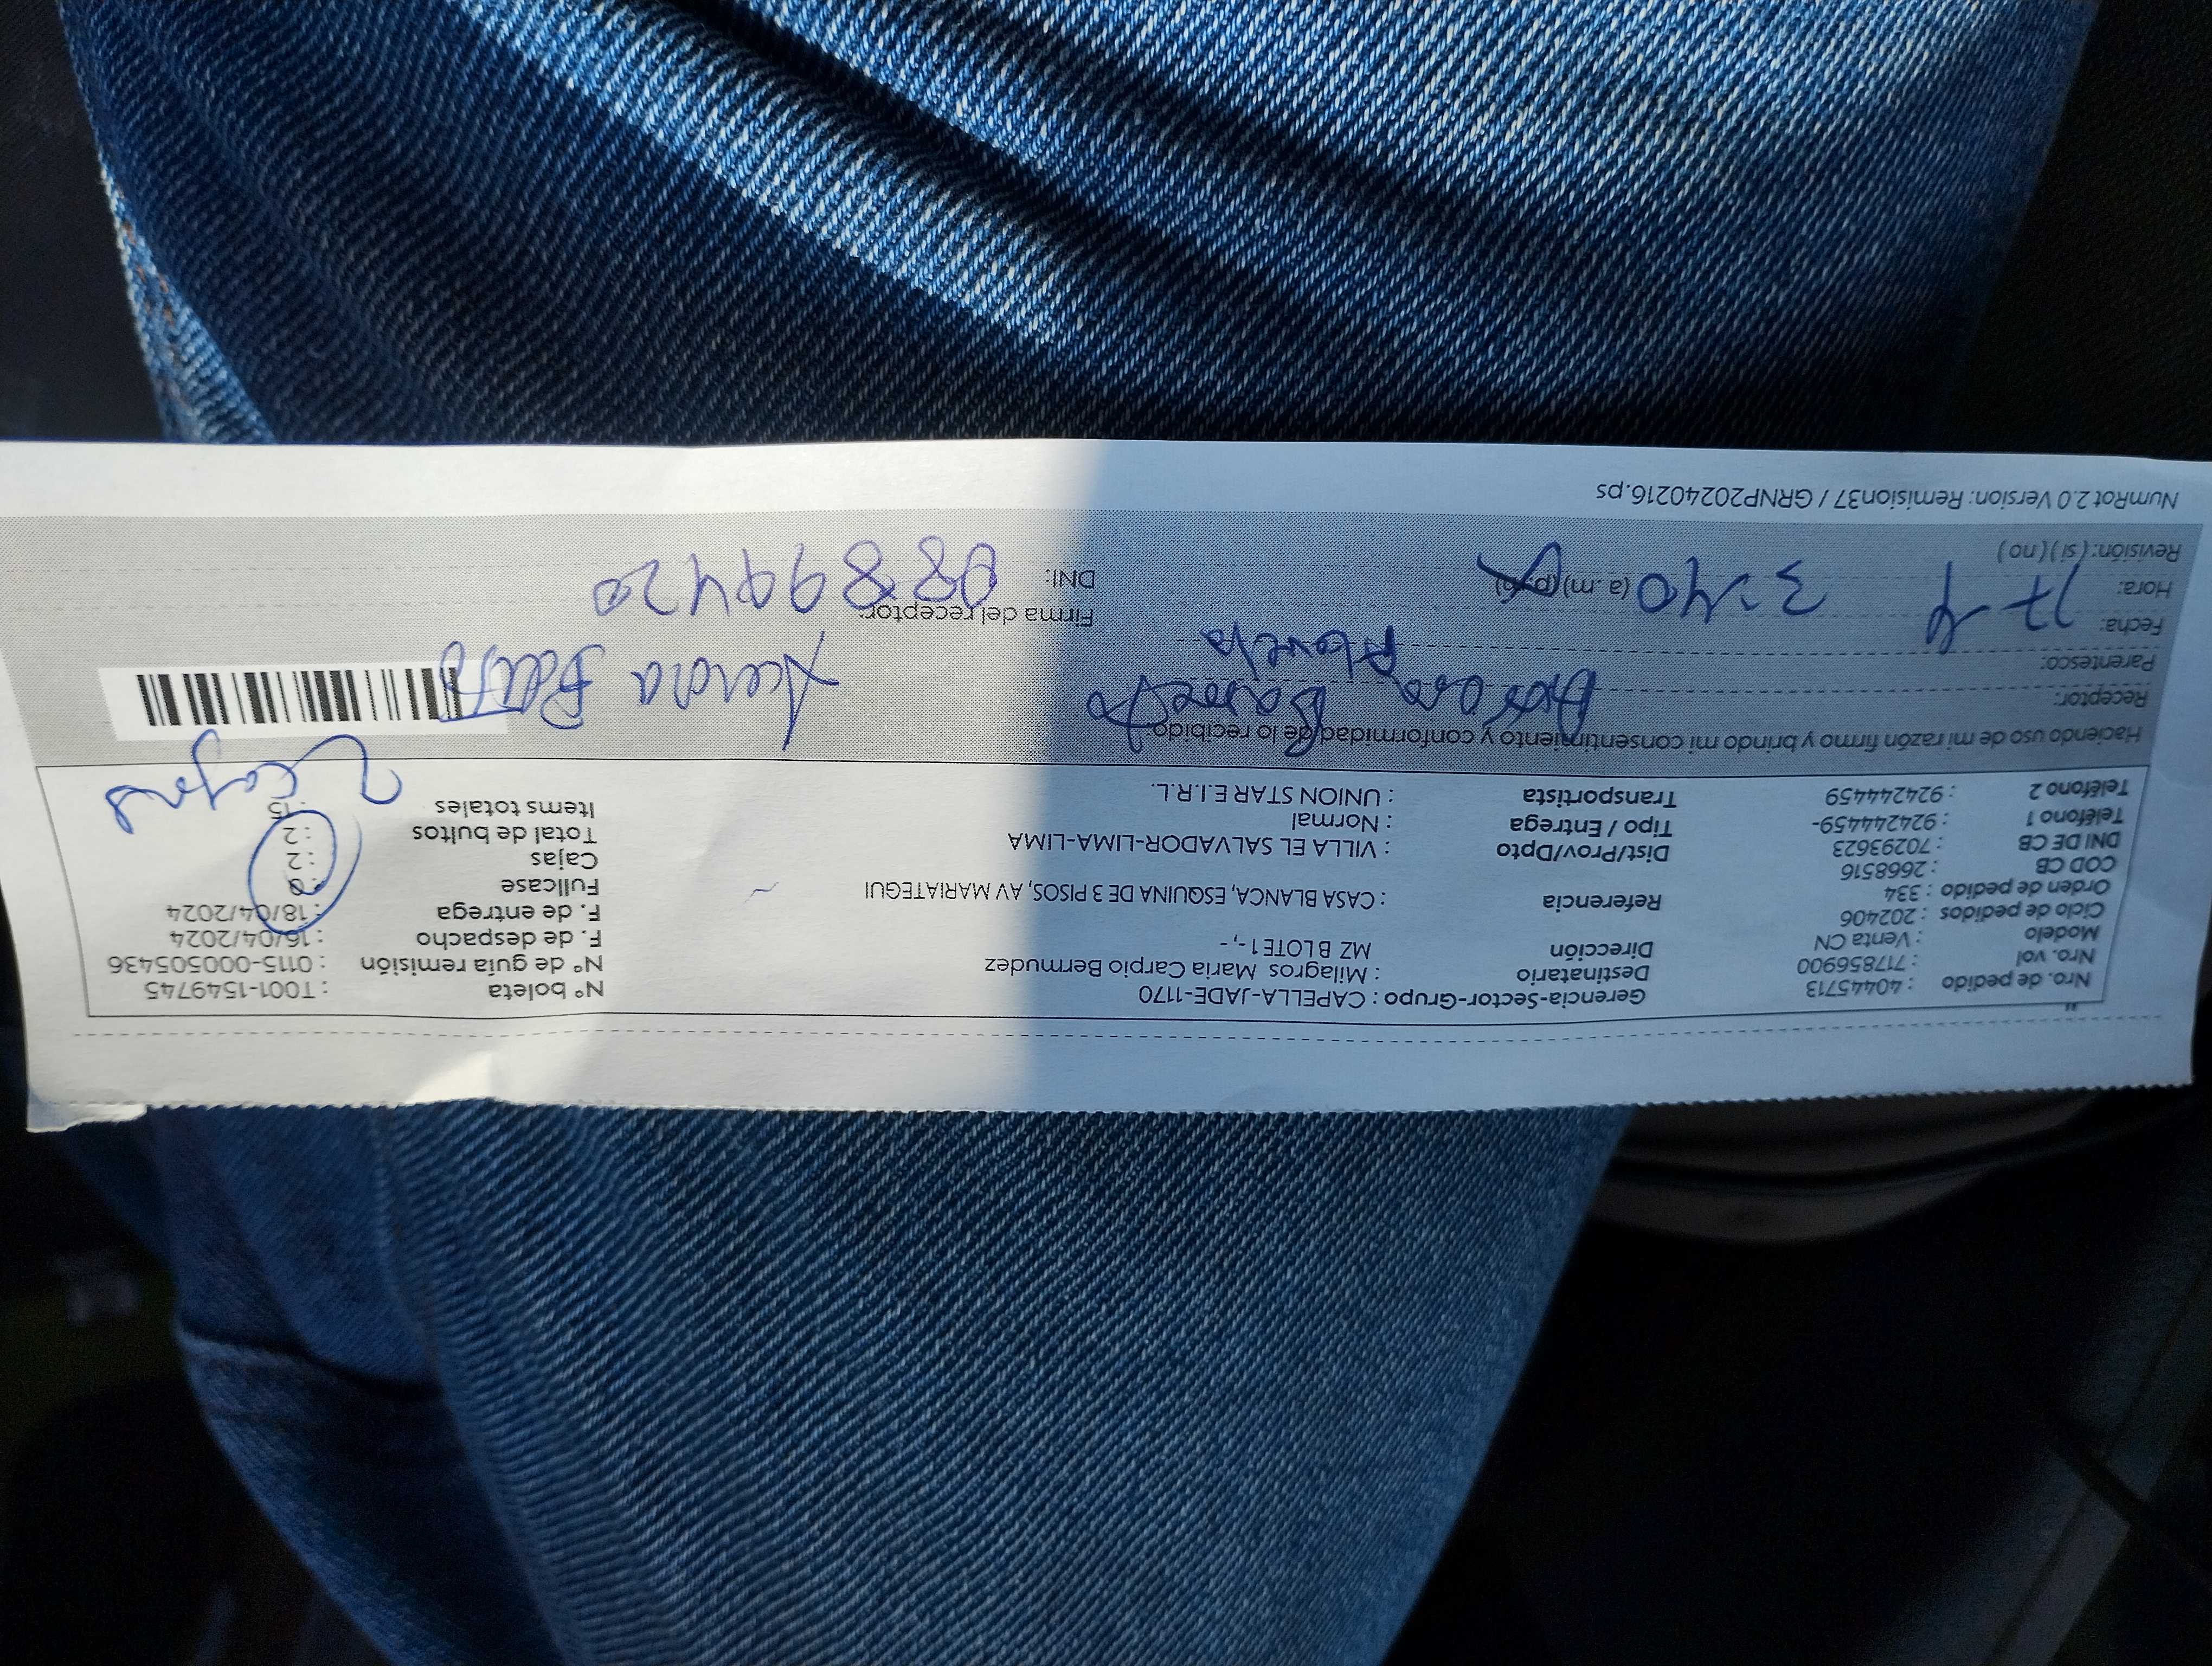 Nro. de pedido : 40445713
Nro. vol : 717856900
Modelo : Venta CN
Ciclo de pedidos : 202406
Orden de pedido : 334
COD CB : 2668516
DNI DE CB : 70293623
Teléfono 1 : 924244459-
Teléfono 2 : 924244459
Gerencia-Sector-Grupo : CAPELLA-JADE-1170
Destinatario : Milagros Maria Carpio Bermudez
Dirección MZ B LOTE 1 -, -
Referencia : CASA BLANCA, ESQUINA DE 3 PISOS, AV MARIATEGUI
Dist/Prov/Dpto : VILLA EL SALVADOR-LIMA-LIMA
Tipo / Entrega : Normal
Transportista : UNION STAR E.I.R.L.
N° boleta : T001-1549745
N° de guía remisión : 0115-000505436
F. de despacho : 16/04/2024
F. de entrega : 18/04/2024
Fullcase : 0
Cajas : 2
Total de bultos : 2
Items totales : 15
2 cajas
Haciendo uso de mi razón firmo y brindo mi consentimiento y conformidad de lo recibido.
Receptor: Barreto
Parentesco: Abuela
Fecha: 17-4
Hora: 3:40 (a. m) (p. m)
Revisión: ( si ) ( no )
Firma del receptor:
DNI: 08899420
NumRot 2.0 Version: Remision37 / GRNP20240216.ps